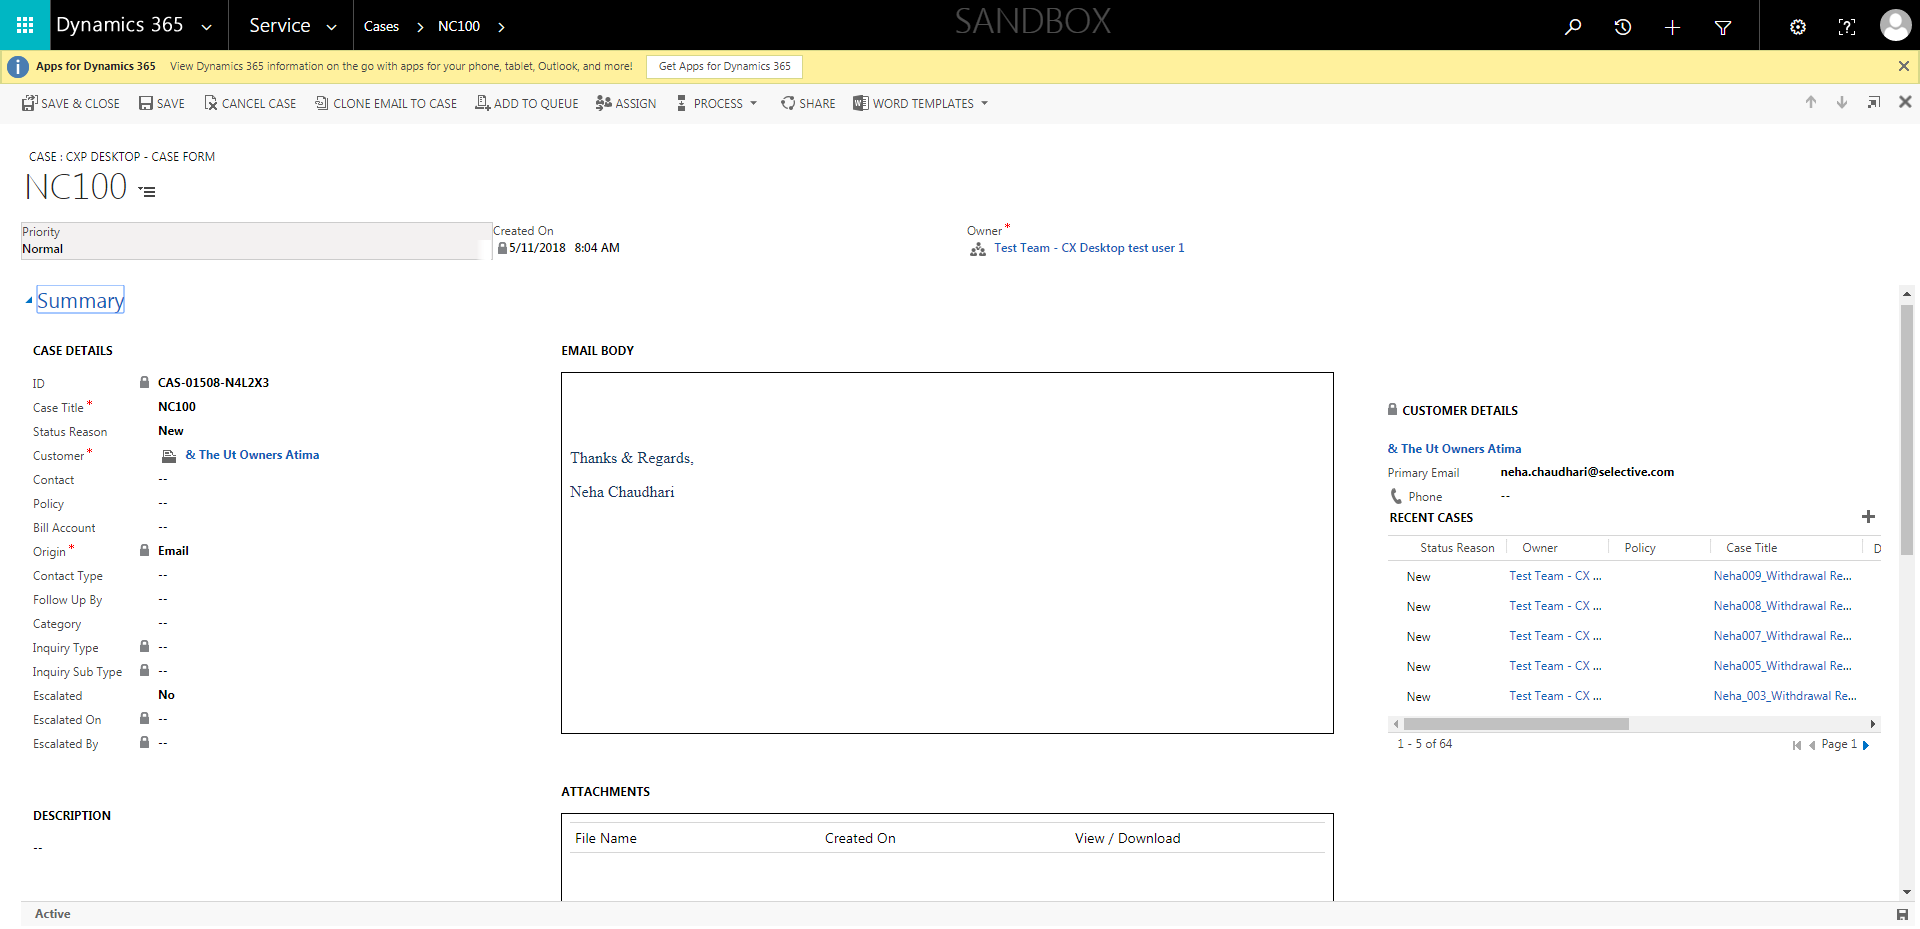 Dynamics 365 Service Cases NC100 SANDBOX
Apps for Dynamics 365 View Dynamics 365 information on the go with apps for your phone, tablet, Outlook, and more! Get Apps for Dynamics 365
SAVE & CLOSE SAVE CANCEL CASE CLONE EMAIL TO CASE ADD TO QUEUE ASSIGN PROCESS SHARE WORD TEMPLATES
CASE : CXP DESKTOP - CASE FORM
NC100
Priority
Normal
Created On
5/11/2018 8:04 AM
Owner*
Test Team - CX Desktop test user 1
Summary
CASE DETAILS
ID CAS-01508-N4L2X3
Case Title* NC100
Status Reason New
Customer* & The Ut Owners Atima
Contact --
Policy --
Bill Account --
Origin* Email
Contact Type --
Follow Up By --
Category --
Inquiry Type --
Inquiry Sub Type --
Escalated No
Escalated On --
Escalated By --
DESCRIPTION
--
EMAIL BODY
Thanks & Regards,
Neha Chaudhari
ATTACHMENTS
File Name Created On View / Download
CUSTOMER DETAILS
& The Ut Owners Atima
Primary Email neha.chaudhari@selective.com
Phone --
RECENT CASES
Status Reason Owner Policy Case Title D
New Test Team - CX ... Neha009_Withdrawal Re...
New Test Team - CX ... Neha008_Withdrawal Re...
New Test Team - CX ... Neha007_Withdrawal Re...
New Test Team - CX ... Neha005_Withdrawal Re...
New Test Team - CX ... Neha_003_Withdrawal Re...
1 - 5 of 64 Page 1
Active